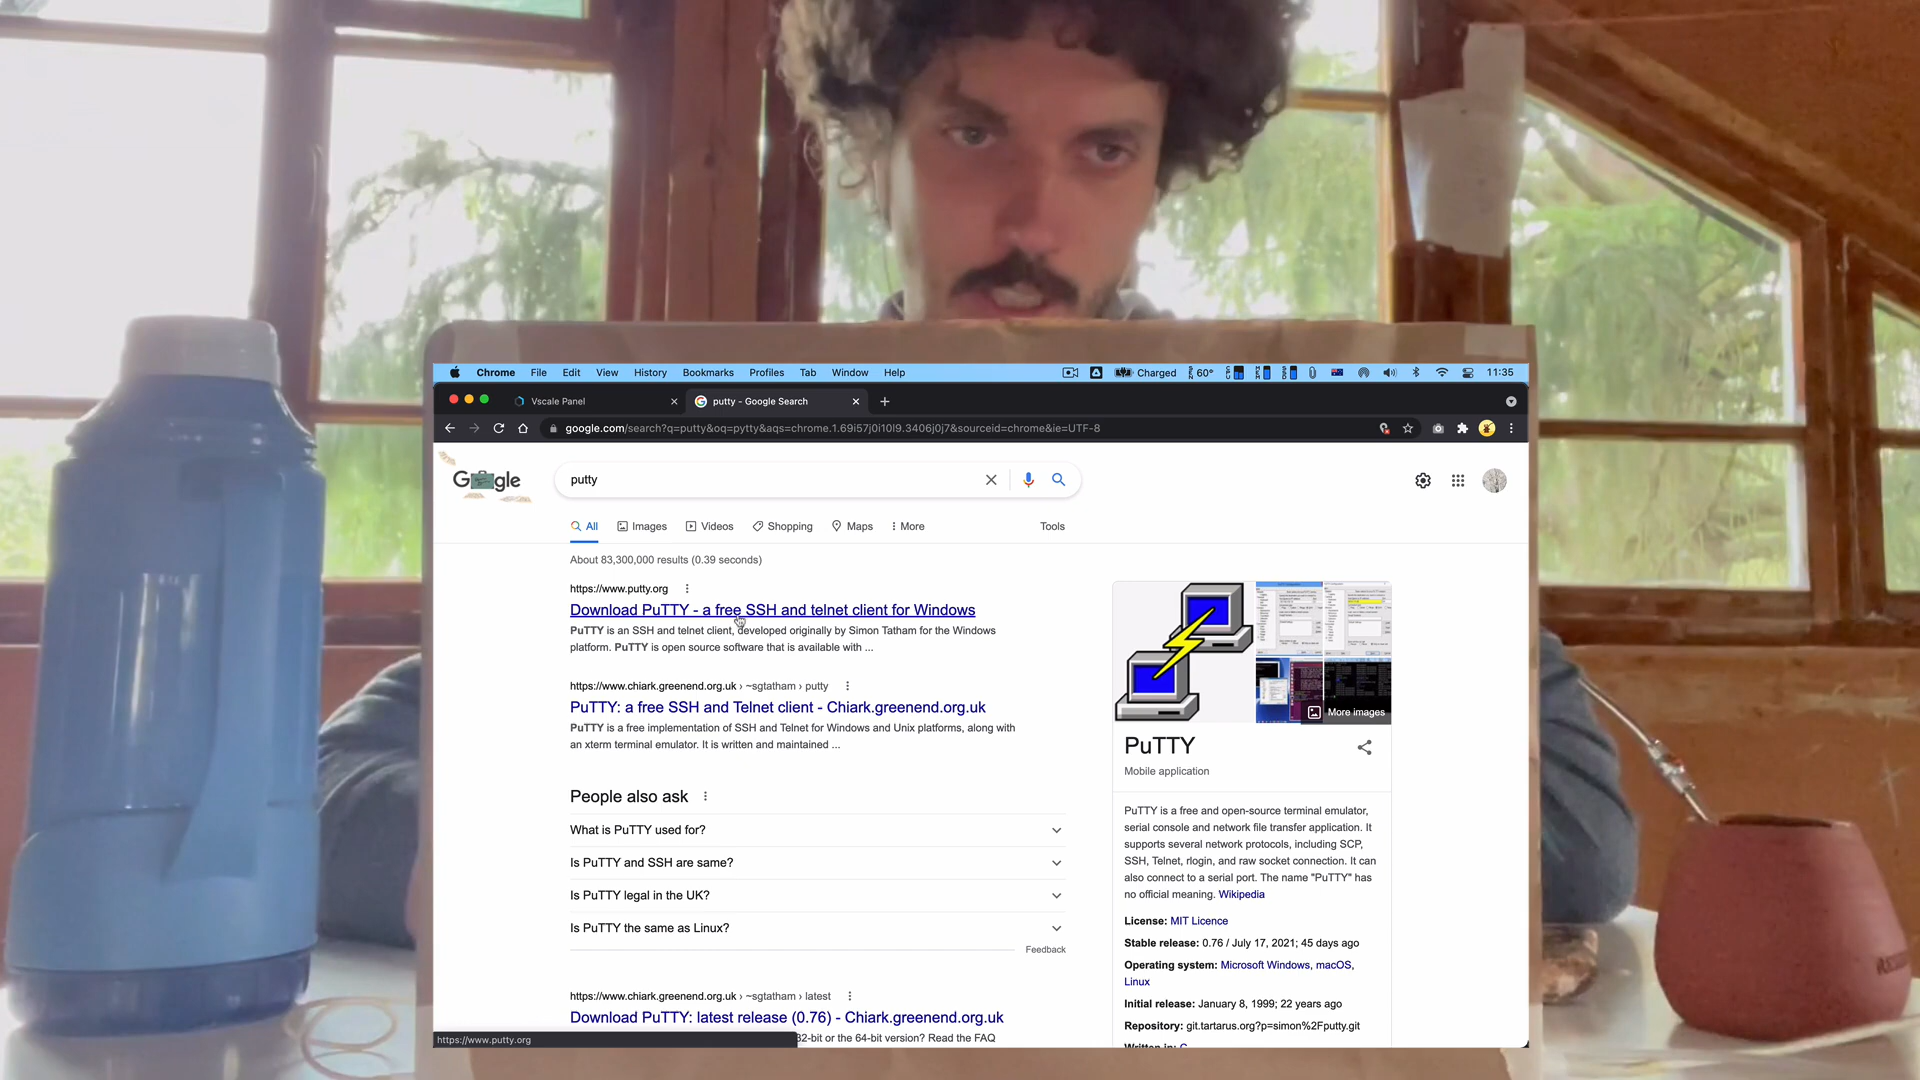 Chrome File Edit View History Bookmarks Profiles Tab Window Help
60° Charged 11:35
Vscale Panel
putty - Google Search
google.com/search?q=putty&oq=pytty&aqs=chrome.1.69i57j0i10l9.3406j0j7&sourceid=chrome&ie=UTF-8
putty
All Images Videos Shopping Maps More Tools
About 83,300,000 results (0.39 seconds)
https://www.putty.org
Download PuTTY - a free SSH and telnet client for Windows
PuTTY is an SSH and telnet client, developed originally by Simon Tatham for the Windows
platform. PuTTY is open source software that is available with ...
https://www.chiark.greenend.org.uk › ~sgtatham › putty
PuTTY: a free SSH and Telnet client - Chiark.greenend.org.uk
PuTTY is a free implementation of SSH and Telnet for Windows and Unix platforms, along with
an xterm terminal emulator. It is written and maintained ...
People also ask
What is PuTTY used for?
Is PuTTY and SSH are same?
Is PuTTY legal in the UK?
Is PuTTY the same as Linux?
Feedback
https://www.chiark.greenend.org.uk › ~sgtatham › latest
Download PuTTY: latest release (0.76) - Chiark.greenend.org.uk
32-bit or the 64-bit version? Read the FAQ
https://www.putty.org
More images
PuTTY
Mobile application
PuTTY is a free and open-source terminal emulator,
serial console and network file transfer application. It
supports several network protocols, including SCP,
SSH, Telnet, rlogin, and raw socket connection. It can
also connect to a serial port. The name "PuTTY" has
no official meaning. Wikipedia
License: MIT Licence
Stable release: 0.76 / July 17, 2021; 45 days ago
Operating system: Microsoft Windows, macOS,
Linux
Initial release: January 8, 1999; 22 years ago
Repository: git.tartarus.org?p=simon%2Fputty.git
Written in: C